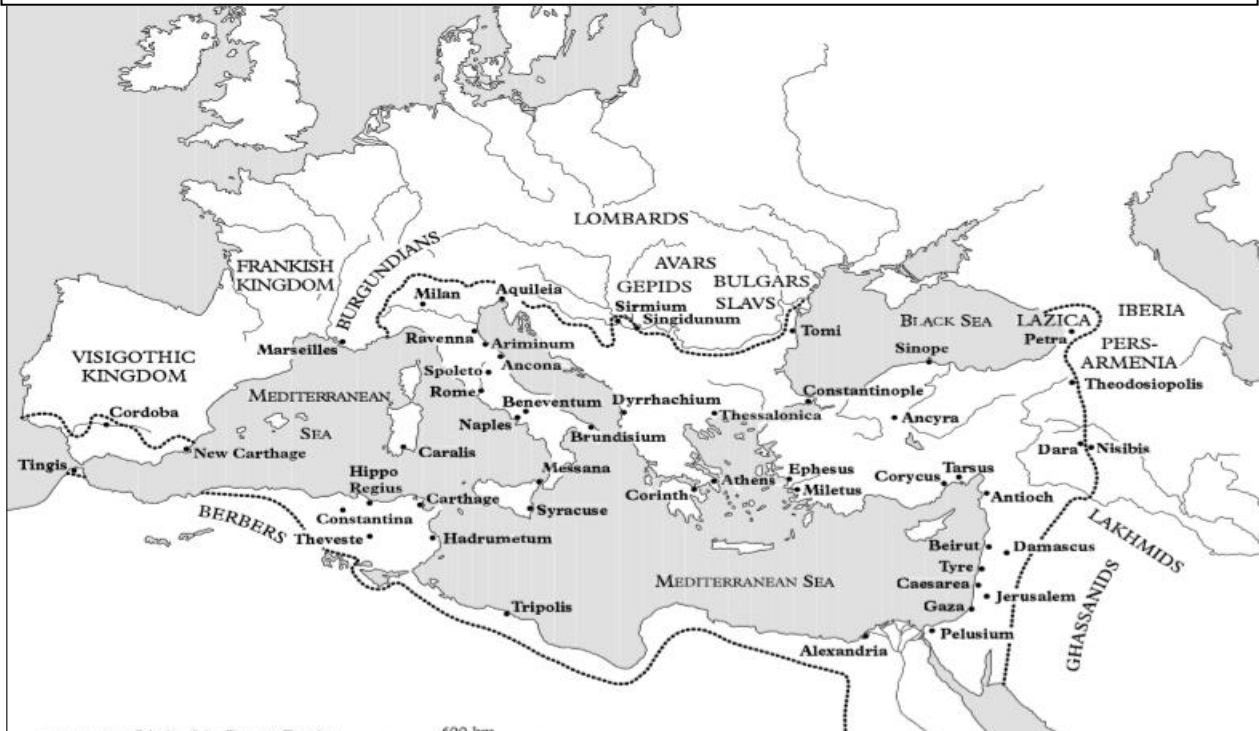 LOMBARDS
AVARS
GEPIDS
BULGARS
SLAVS
FRANKISH
KINGDOM
BURGUNDIANS
Milan
Aquileia
Sirmium
Singidunum
Tomi
BLACK SEA
LAZICA
Petra
IBERIA
PERS-
ARMENIA
Marseilles
Ravenna
Ariminum
Ancona
Sinope
Theodosiopolis
VISIGOTHIC
KINGDOM
Spoleto
Rome
MEDITERRANEAN
SEA
Cordoba
Beneventum
Naples
Dyrrhachium
Brundisium
Thessalonica
Constantinople
Ancyra
Tingis
New Carthage
Caralis
Dara
Nisibis
Hippo
Regius
Carthage
Messana
Syracuse
Corinth
Athens
Ephesus
Miletus
Corycus
Tarsus
Antioch
BERBERS
Constantina
Theveste
Hadrumetum
Beirut
Damascus
LAKHMIDS
Tyre
MEDITERRANEAN SEA
Caesarea
Jerusalem
GHASSANIDS
Tripolis
Gaza
Pelusium
Alexandria